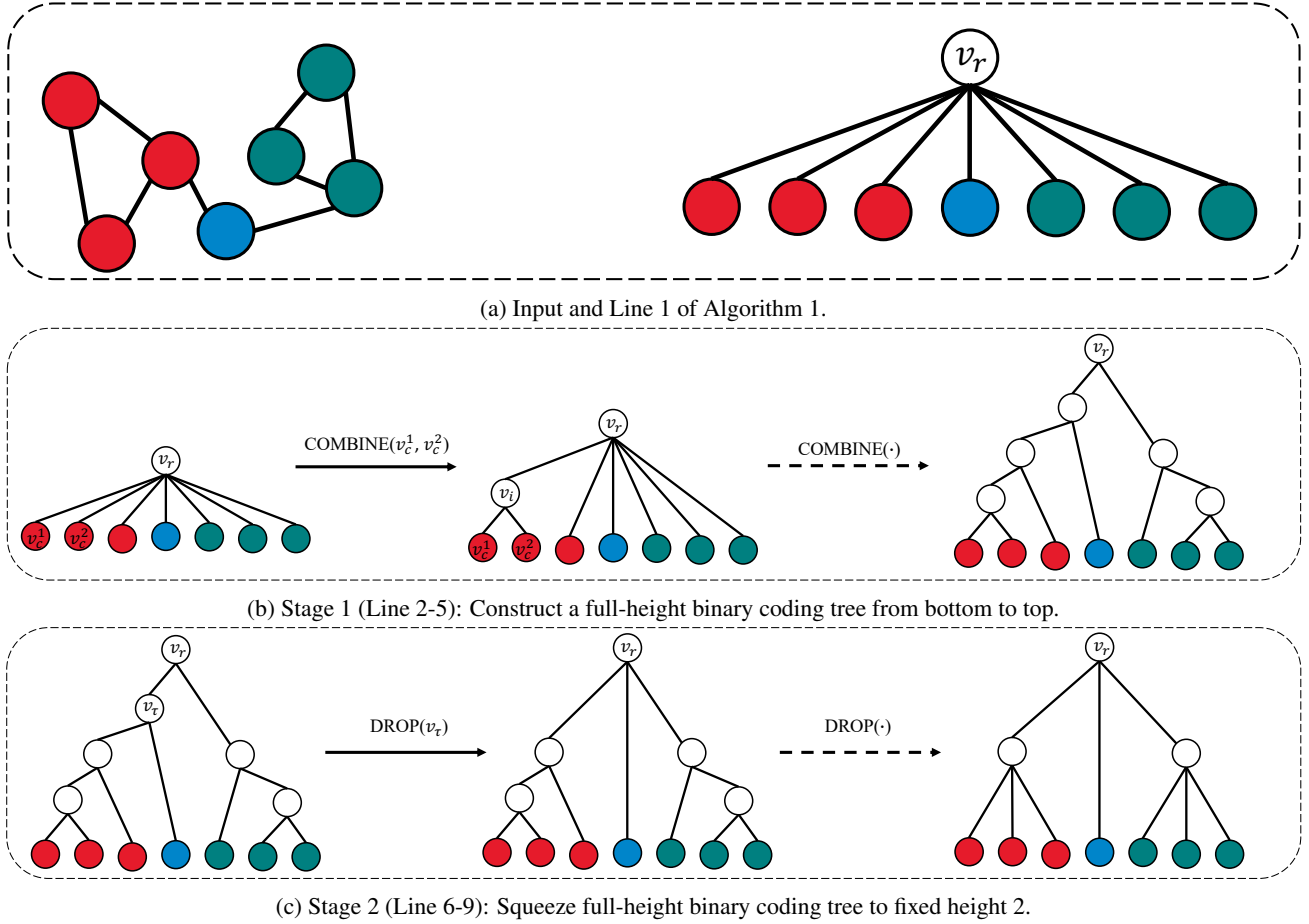 v_r
(a) Input and Line 1 of Algorithm 1.
v_r
v_c^1 v_c^2
COMBINE(v_c^1, v_c^2)
v_r
v_i
v_c^1 v_c^2
COMBINE(·)
v_r
(b) Stage 1 (Line 2-5): Construct a full-height binary coding tree from bottom to top.
v_r
v_τ
DROP(v_τ)
v_r
DROP(·)
v_r
(c) Stage 2 (Line 6-9): Squeeze full-height binary coding tree to fixed height 2.